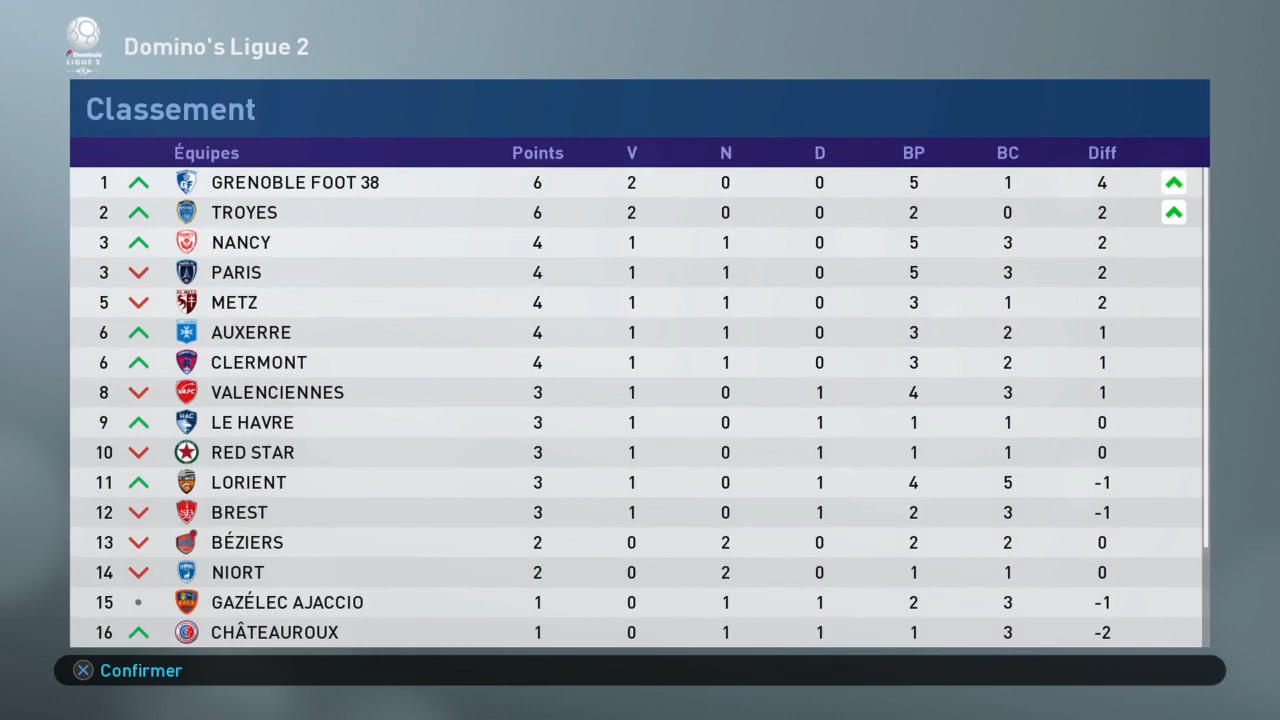 Domino's Ligue 2
Classement
Équipes Points V N D BP BC Diff
1 GRENOBLE FOOT 38 6 2 0 0 5 1 4
2 TROYES 6 2 0 0 2 0 2
3 NANCY 4 1 1 0 5 3 2
3 PARIS 4 1 1 0 5 3 2
5 METZ 4 1 1 0 3 1 2
6 AUXERRE 4 1 1 0 3 2 1
6 CLERMONT 4 1 1 0 3 2 1
8 VALENCIENNES 3 1 0 1 4 3 1
9 LE HAVRE 3 1 0 1 1 1 0
10 RED STAR 3 1 0 1 1 1 0
11 LORIENT 3 1 0 1 4 5 -1
12 BREST 3 1 0 1 2 3 -1
13 BÉZIERS 2 0 2 0 2 2 0
14 NIORT 2 0 2 0 1 1 0
15 GAZÉLEC AJACCIO 1 0 1 1 2 3 -1
16 CHÂTEAUROUX 1 0 1 1 1 3 -2
Confirmer